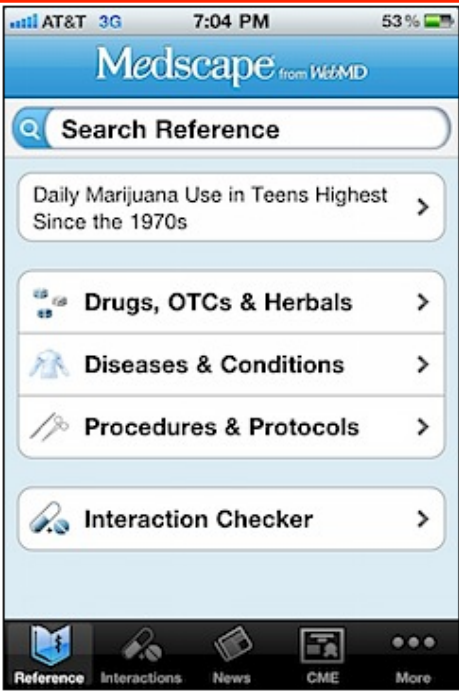 AT&T 3G 7:04 PM 53%
Medscape from WebMD
Search Reference
Daily Marijuana Use in Teens Highest
Since the 1970s
Drugs, OTCs & Herbals
Diseases & Conditions
Procedures & Protocols
Interaction Checker
Reference Interactions News CME More